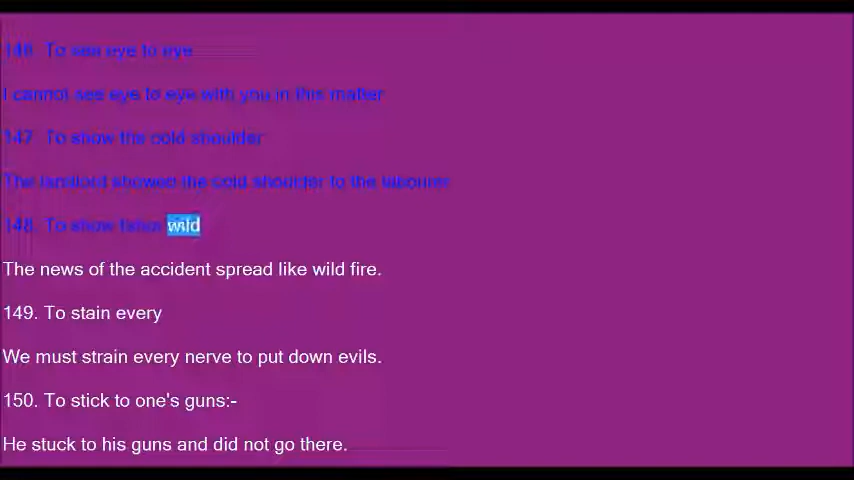 146. To see eye to eye
I cannot see eye to eye with you in this matter
147. To show the cold shoulder
The landlord showed the cold shoulder to the labourer
148. To show wild
The news of the accident spread like wild fire.
149. To stain every
We must strain every nerve to put down evils.
150. To stick to one's guns:-
He stuck to his guns and did not go there.